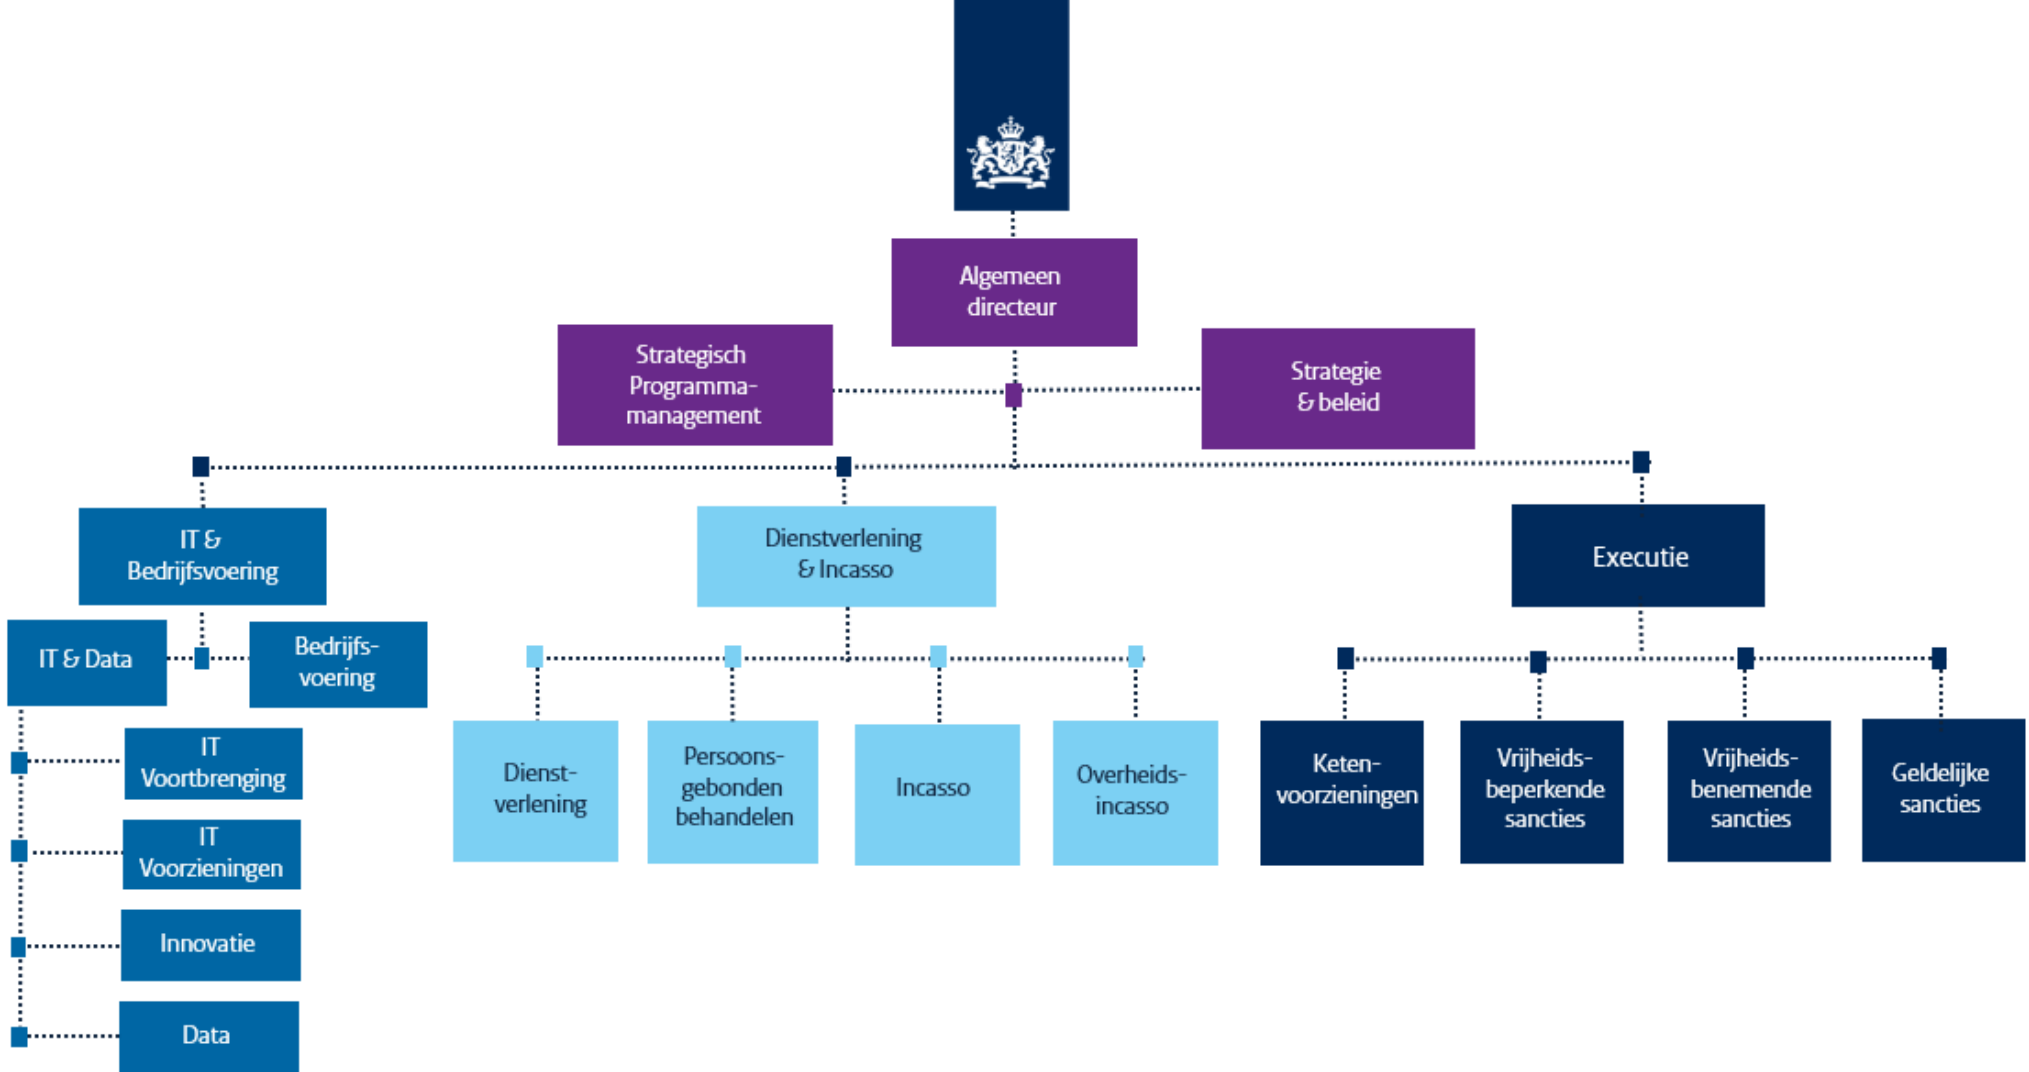 Algemeen
directeur
Strategisch
Programma-
management
Strategie
& beleid
IT &
Bedrijfsvoering
Dienstverlening
& Incasso
Executie
IT & Data
Bedrijfs-
voering
IT
Voortbrenging
IT
Voorzieningen
Innovatie
Data
Dienst-
verlening
Persoons-
gebonden
behandelen
Incasso
Overheids-
incasso
Keten-
voorzieningen
Vrijheids-
beperkende
sancties
Vrijheids-
benemende
sancties
Geldelijke
sancties